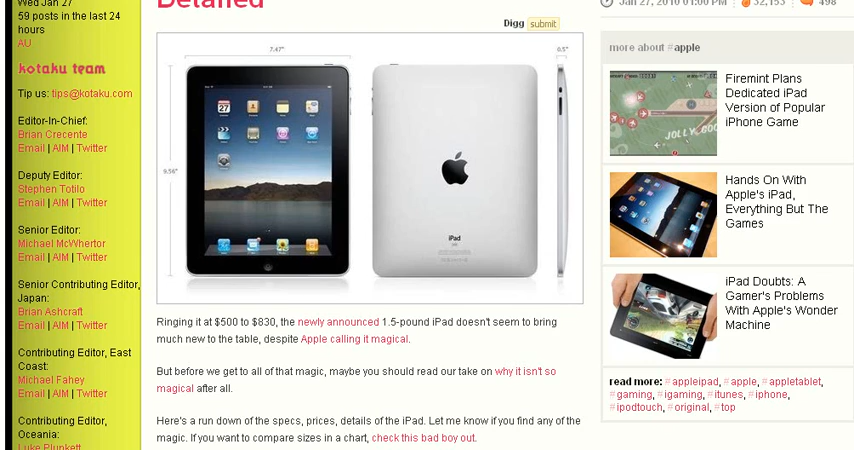 Wed Jan 27
59 posts in the last 24
hours
AU
kotaku team
Tip us: tips@kotaku.com
Editor-In-Chief:
Brian Crecente
Email | AIM | Twitter
Deputy Editor:
Stephen Totilo
Email | AIM | Twitter
Senior Editor:
Michael McWhertor
Email | AIM | Twitter
Senior Contributing Editor,
Japan:
Brian Ashcraft
Email | AIM | Twitter
Contributing Editor, East
Coast:
Michael Fahey
Email | AIM | Twitter
Contributing Editor,
Oceania:
Luke Plunkett
Detailed
Digg submit
7.47"
0.5"
9.56"
iPad
Ringing it at $500 to $830, the newly announced 1.5-pound iPad doesn't seem to bring
much new to the table, despite Apple calling it magical.
But before we get to all of that magic, maybe you should read our take on why it isn't so
magical after all.
Here's a run down of the specs, prices, details of the iPad. Let me know if you find any of the
magic. If you want to compare sizes in a chart, check this bad boy out.
Jan 27, 2010 01:00 PM 32,153 498
more about #apple
Firemint Plans
Dedicated iPad
Version of Popular
iPhone Game
JOLLY
Hands On With
Apple's iPad,
Everything But The
Games
iPad Doubts: A
Gamer's Problems
With Apple's Wonder
Machine
read more: #appleipad, #apple, #appletablet,
#gaming, #igaming, #itunes, #iphone,
#ipodtouch, #original, #top